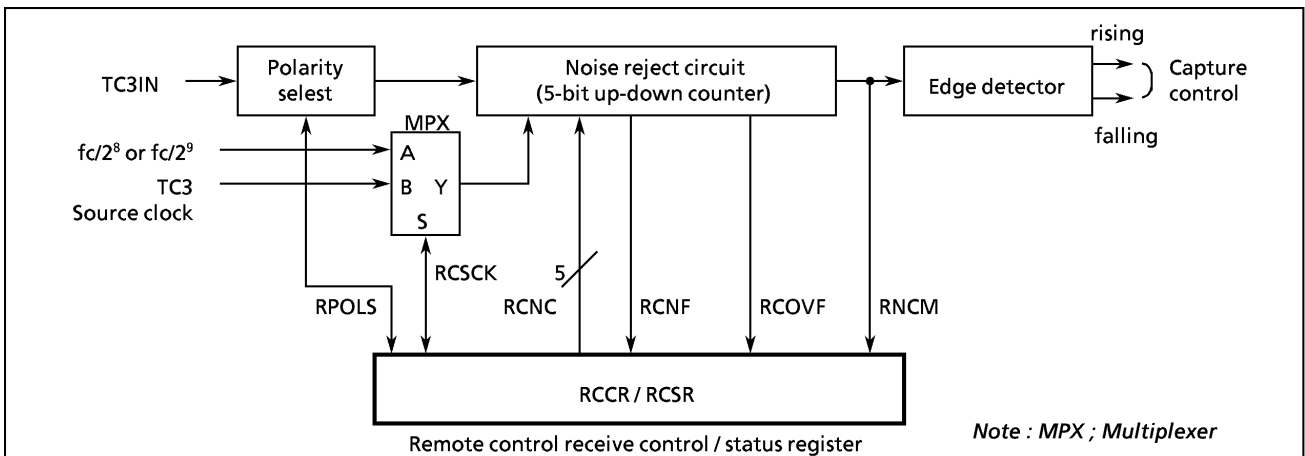 rising
TC3IN
Polarity
selest
Noise reject circuit
(5-bit up-down counter)
Edge detector
Capture
control
falling
MPX
fc/2⁸ or fc/2⁹
A
TC3
Source clock
B Y
S
RCSCK
5
RPOLS
RCNC
RCNF
RCOVF
RNCM
RCCR / RCSR
Remote control receive control / status register
Note : MPX ; Multiplexer